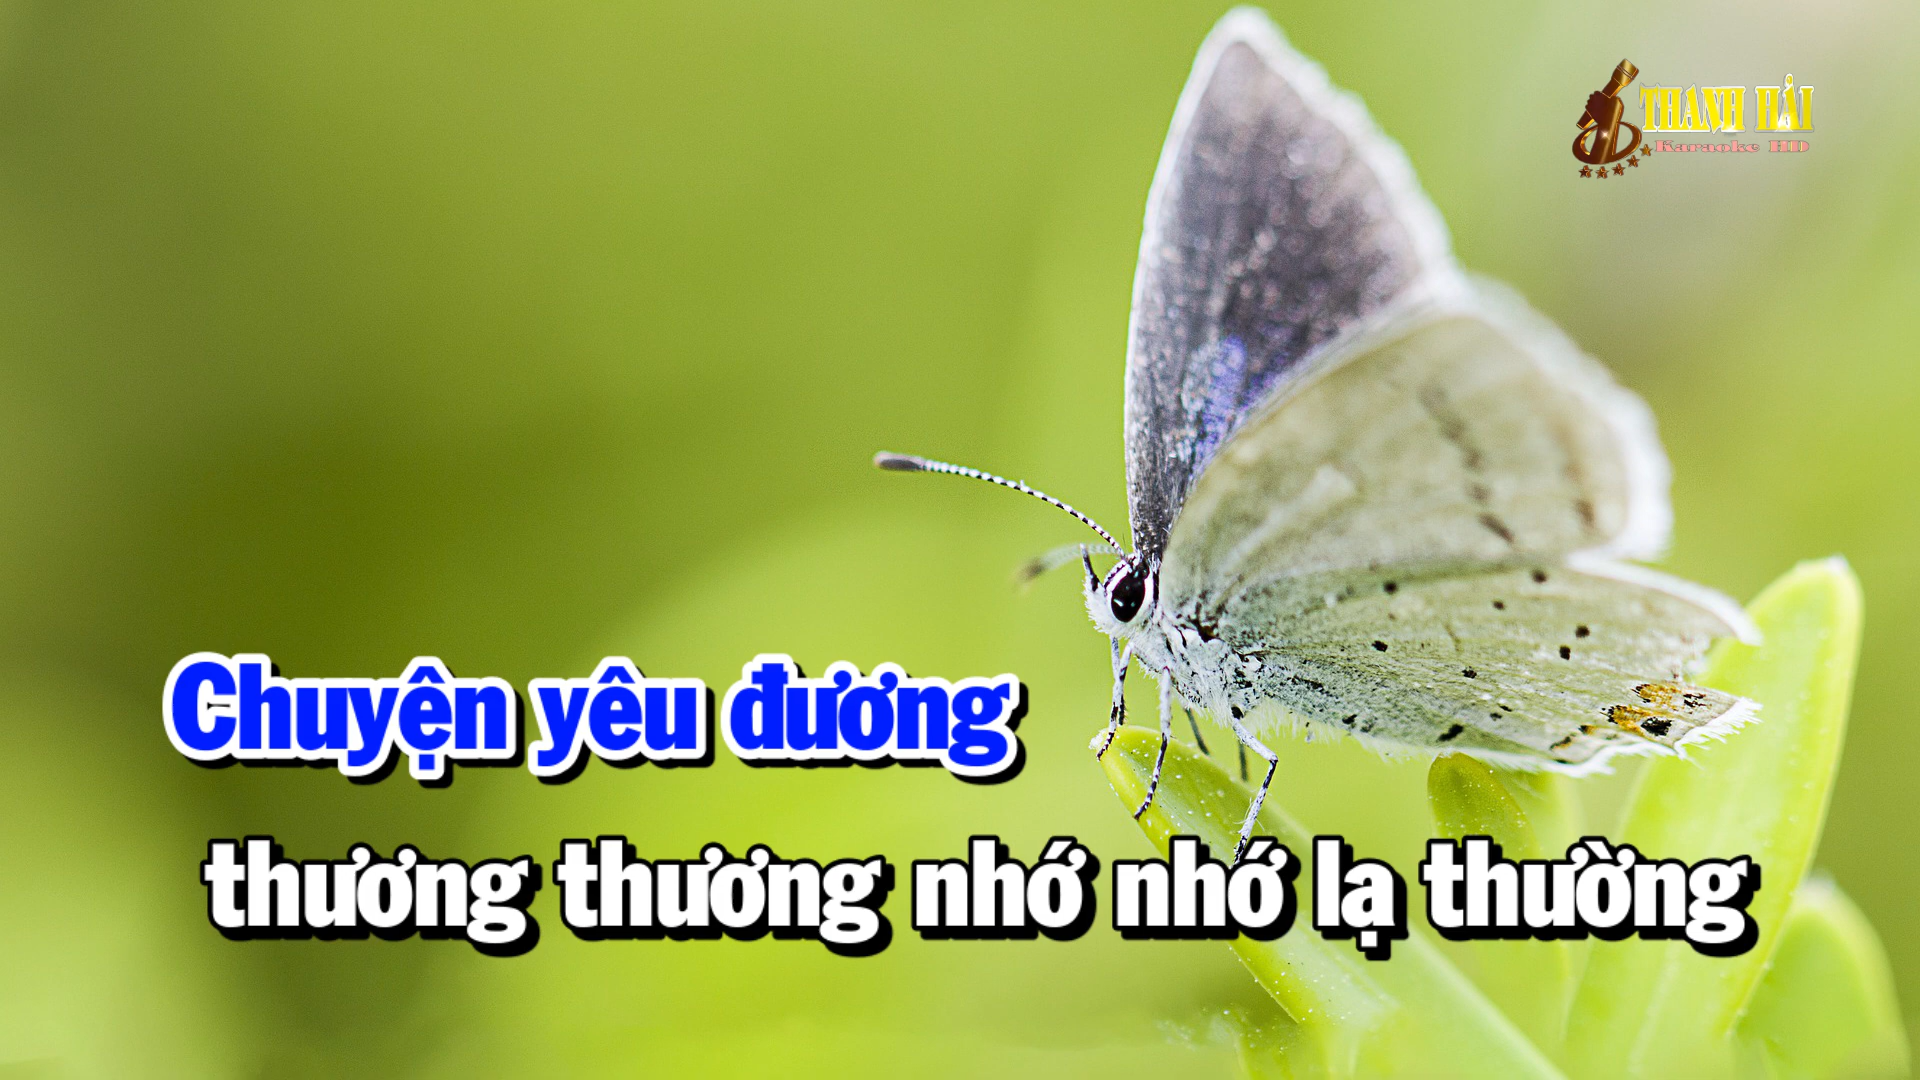 THANH HẢI
Karaoke HD
Chuyện yêu đương
thương thương nhớ nhớ lạ thường